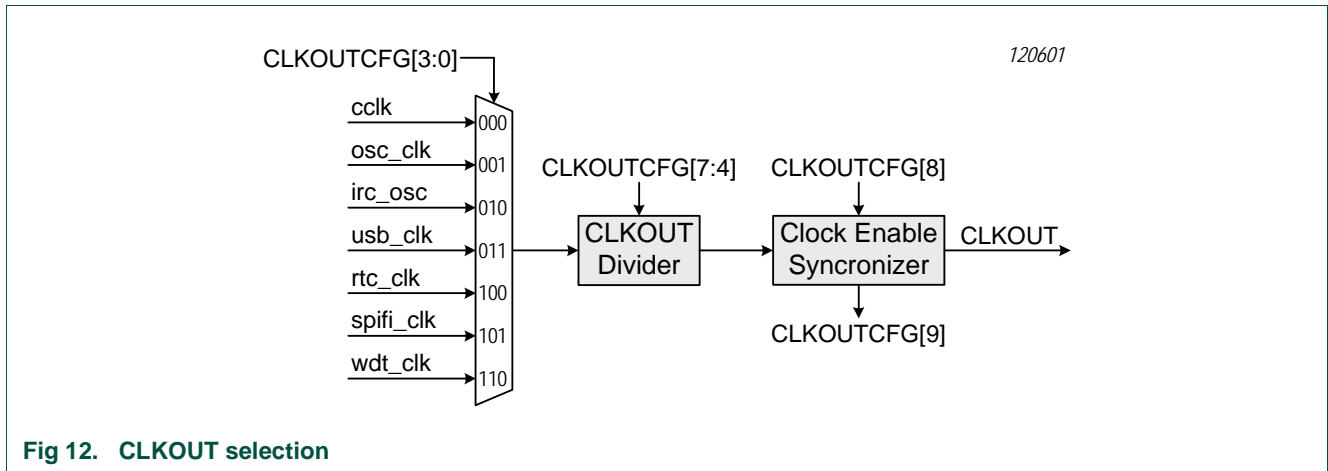 CLKOUTCFG[3:0]
120601
cclk
000
osc_clk
001
irc_osc
010
usb_clk
011
rtc_clk
100
spifi_clk
101
wdt_clk
110
CLKOUTCFG[7:4]
CLKOUT
Divider
CLKOUTCFG[8]
Clock Enable
Syncronizer
CLKOUT
CLKOUTCFG[9]
Fig 12. CLKOUT selection